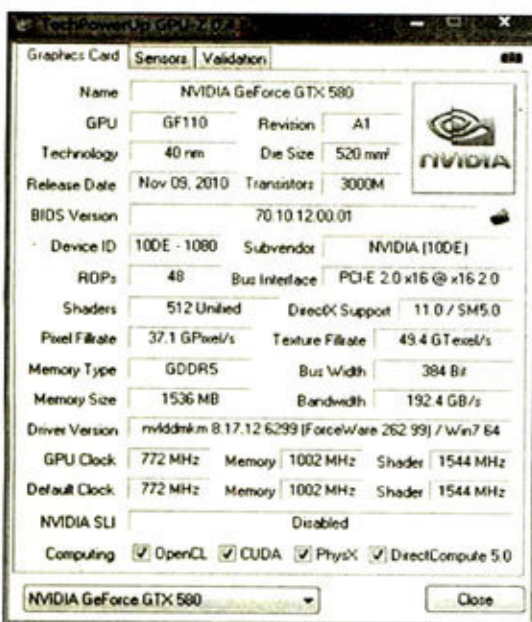 TechPowerUp GPU-Z 0.
Graphics Card Sensors Validation
Name NVIDIA GeForce GTX 580
GPU GF110 Revision A1
NVIDIA
Technology 40 nm Die Size 520 mm²
Release Date Nov 09, 2010 Transistors 3000M
BIOS Version 70.10.12.00.01
Device ID 10DE - 1080 Subvendor NVIDIA (10DE)
ROPs 48 Bus Interface PCI-E 2.0 x16 @ x16 2.0
Shaders 512 Unified DirectX Support 11.0 / SM5.0
Pixel Fillrate 37.1 GPixel/s Texture Fillrate 49.4 GTexel/s
Memory Type GDDR5 Bus Width 384 Bit
Memory Size 1536 MB Bandwidth 192.4 GB/s
Driver Version nvlddmkm 8.17.12.6299 (ForceWare 262.99) / Win7 64
GPU Clock 772 MHz Memory 1002 MHz Shader 1544 MHz
Default Clock 772 MHz Memory 1002 MHz Shader 1544 MHz
NVIDIA SLI Disabled
Computing OpenCL CUDA PhysX DirectCompute 5.0
NVIDIA GeForce GTX 580 Close